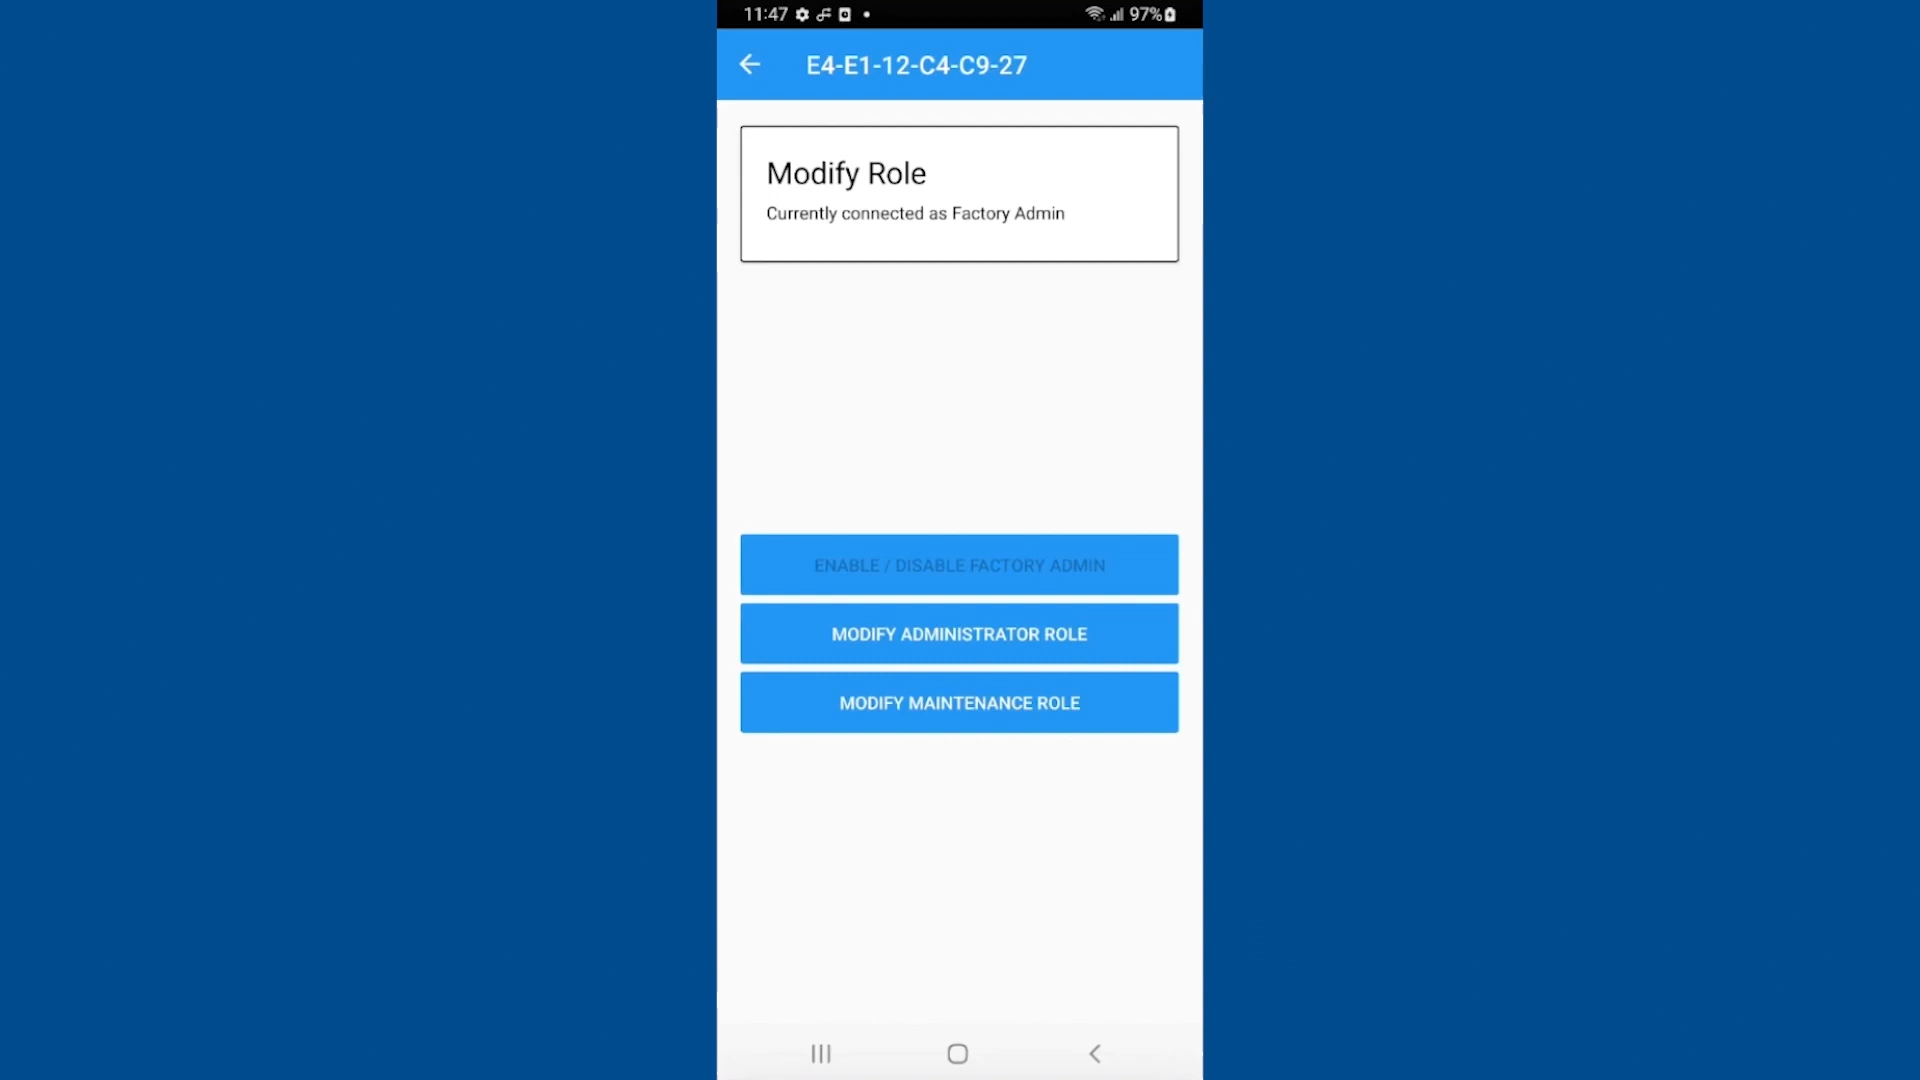 11:47
97%
E4-E1-12-C4-C9-27
Modify Role
Currently connected as Factory Admin
ENABLE / DISABLE FACTORY ADMIN
MODIFY ADMINISTRATOR ROLE
MODIFY MAINTENANCE ROLE